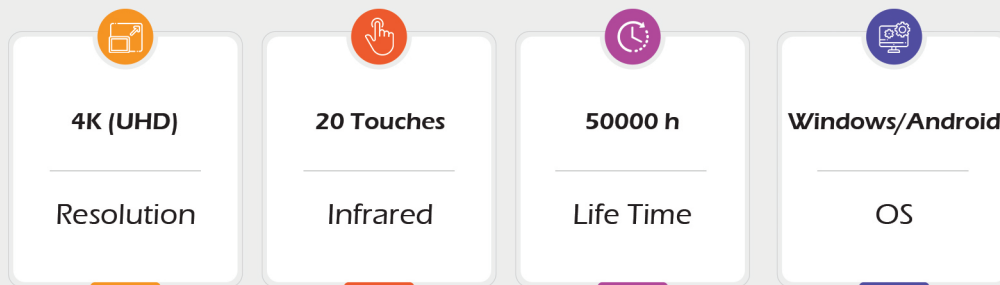 4K (UHD)
Resolution
20 Touches
Infrared
50000 h
Life Time
Windows/Android
OS